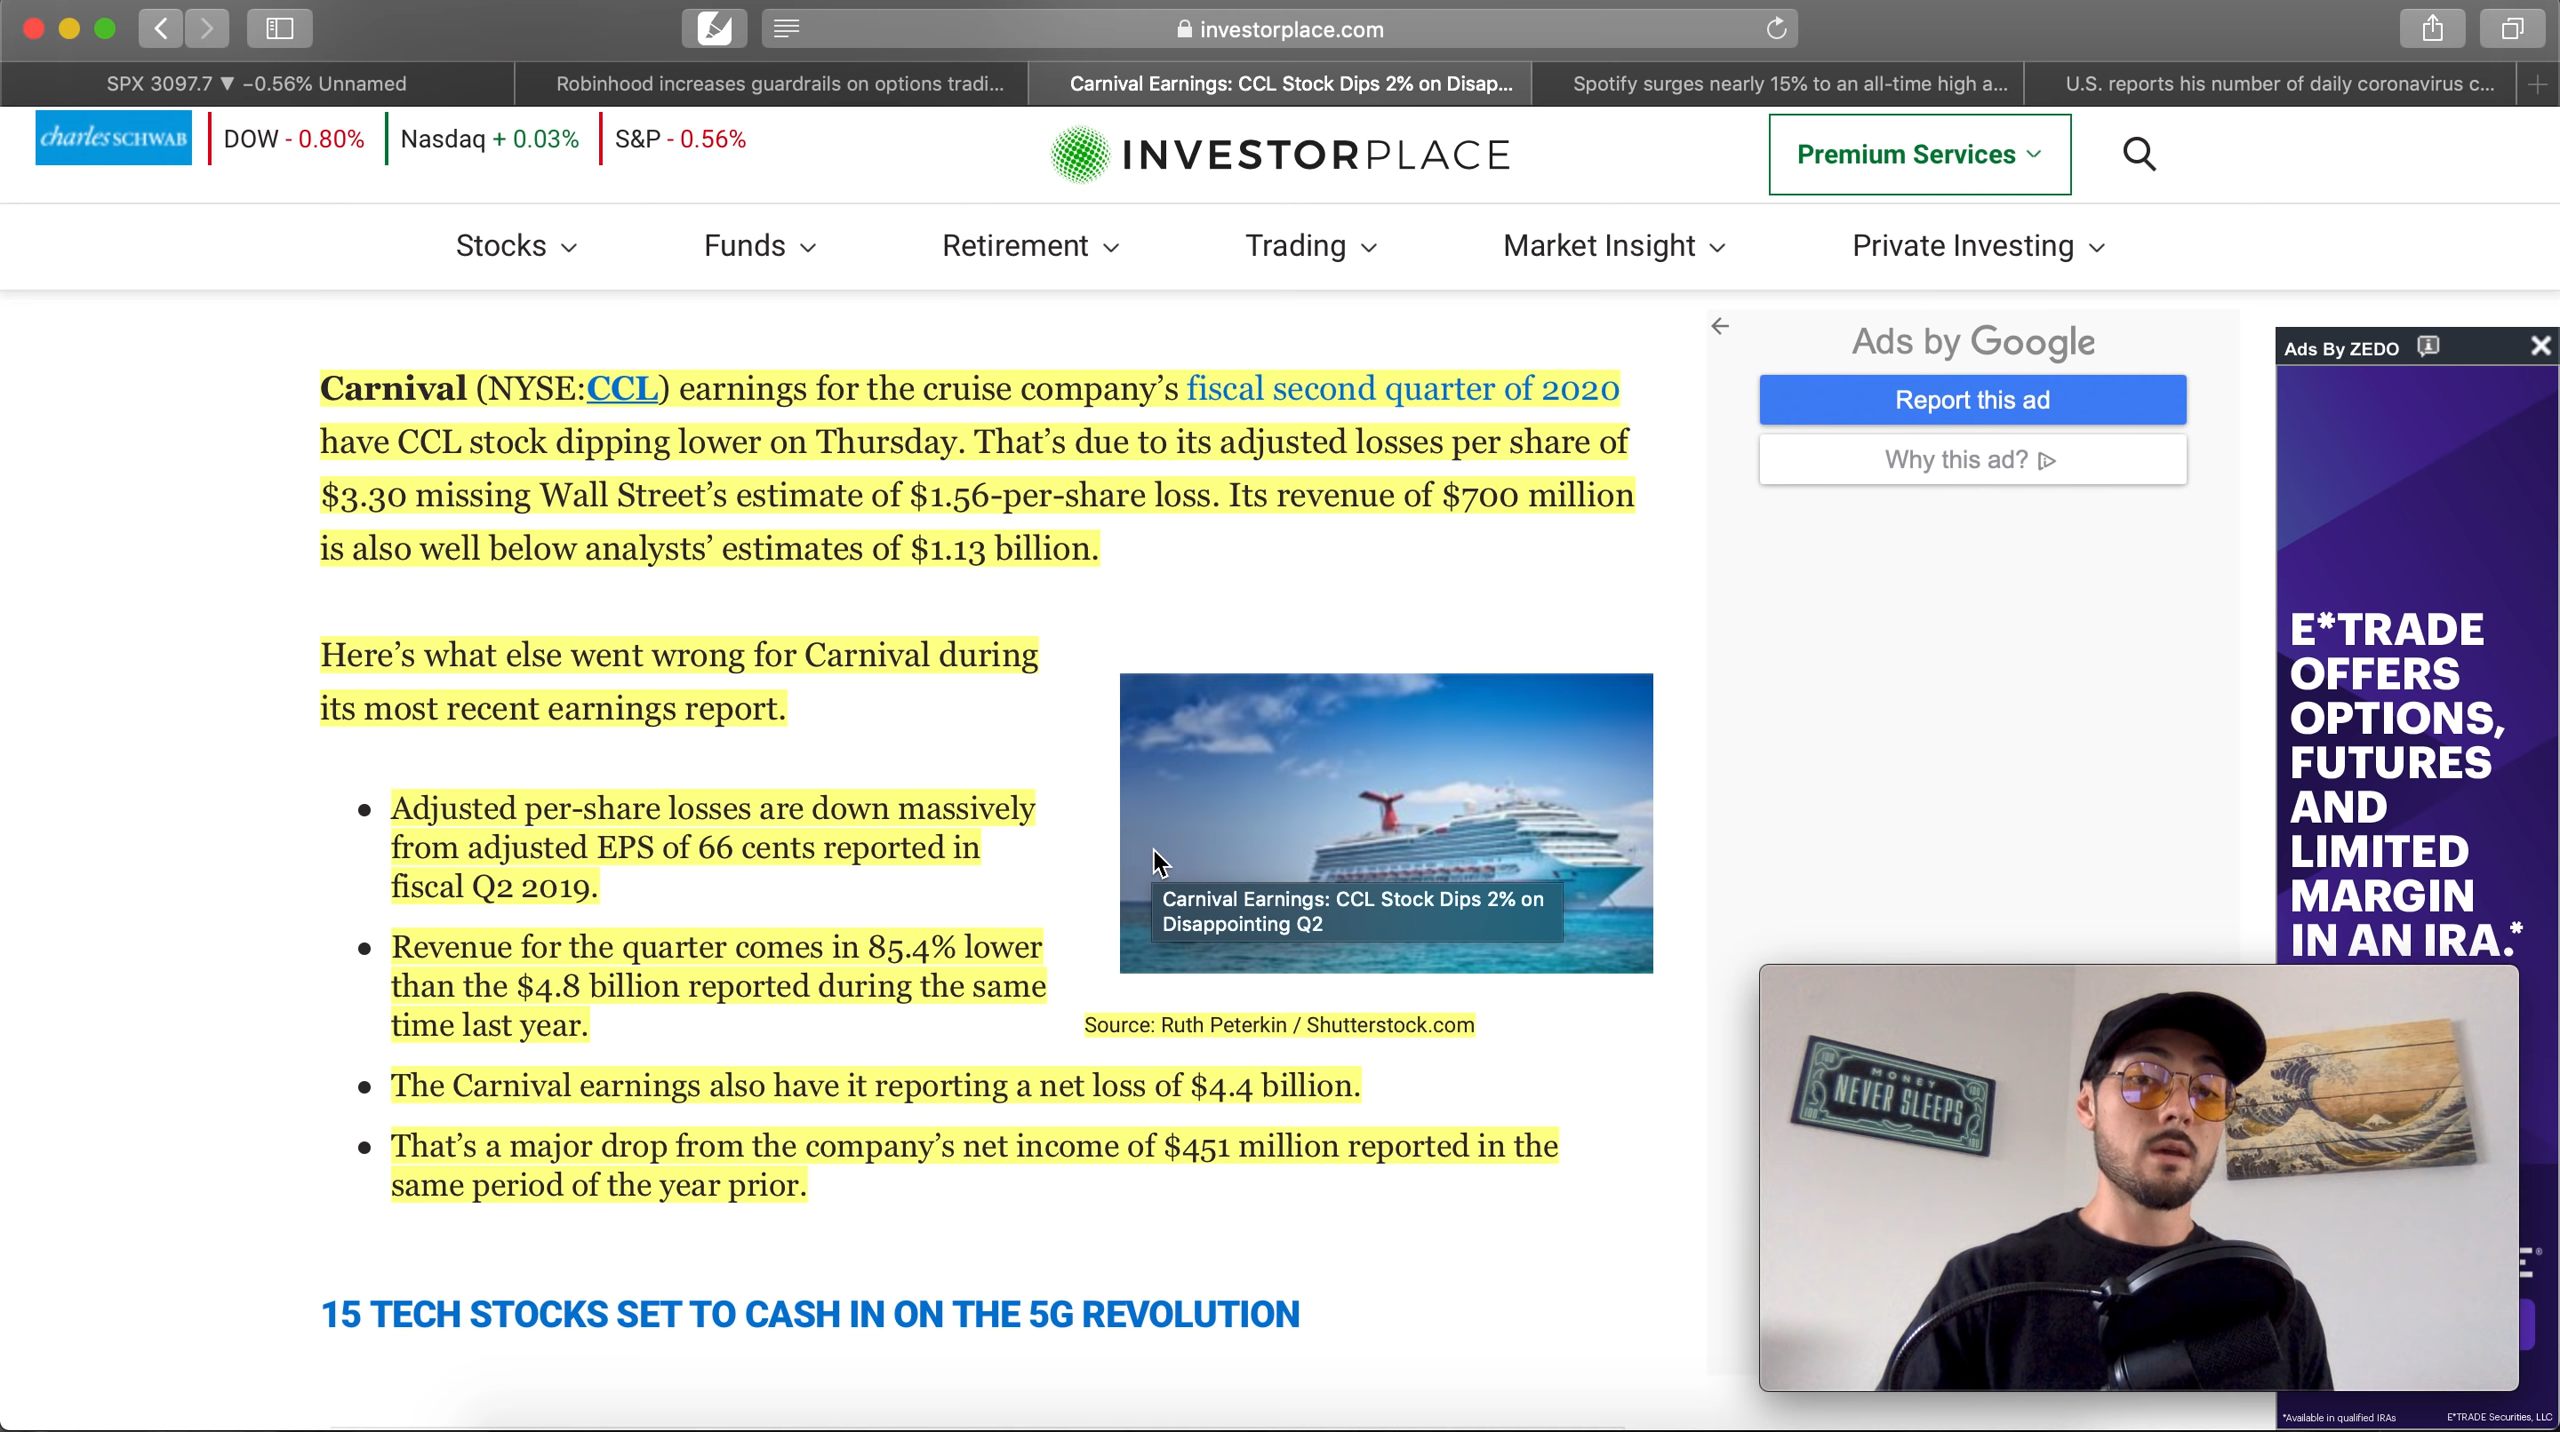 investorplace.com
SPX 3097.7 ▼ −0.56% Unnamed
Robinhood increases guardrails on options tradi...
Carnival Earnings: CCL Stock Dips 2% on Disap...
Spotify surges nearly 15% to an all-time high a...
U.S. reports his number of daily coronavirus c...
charles SCHWAB
DOW - 0.80%
Nasdaq + 0.03%
S&P - 0.56%
INVESTORPLACE
Premium Services
Stocks
Funds
Retirement
Trading
Market Insight
Private Investing
Carnival (NYSE:CCL) earnings for the cruise company’s fiscal second quarter of 2020
have CCL stock dipping lower on Thursday. That’s due to its adjusted losses per share of
$3.30 missing Wall Street’s estimate of $1.56-per-share loss. Its revenue of $700 million
is also well below analysts’ estimates of $1.13 billion.
Here’s what else went wrong for Carnival during
its most recent earnings report.
• Adjusted per-share losses are down massively
from adjusted EPS of 66 cents reported in
fiscal Q2 2019.
• Revenue for the quarter comes in 85.4% lower
than the $4.8 billion reported during the same
time last year.
• The Carnival earnings also have it reporting a net loss of $4.4 billion.
• That’s a major drop from the company’s net income of $451 million reported in the
same period of the year prior.
Carnival Earnings: CCL Stock Dips 2% on
Disappointing Q2
Source: Ruth Peterkin / Shutterstock.com
15 TECH STOCKS SET TO CASH IN ON THE 5G REVOLUTION
Ads by Google
Report this ad
Why this ad?
Ads By ZEDO
E*TRADE
OFFERS
OPTIONS,
FUTURES
AND
LIMITED
MARGIN
IN AN IRA.*
MONEY
NEVER SLEEPS
100
100
100
100
E®
*Available in qualified IRAs
E*TRADE Securities, LLC